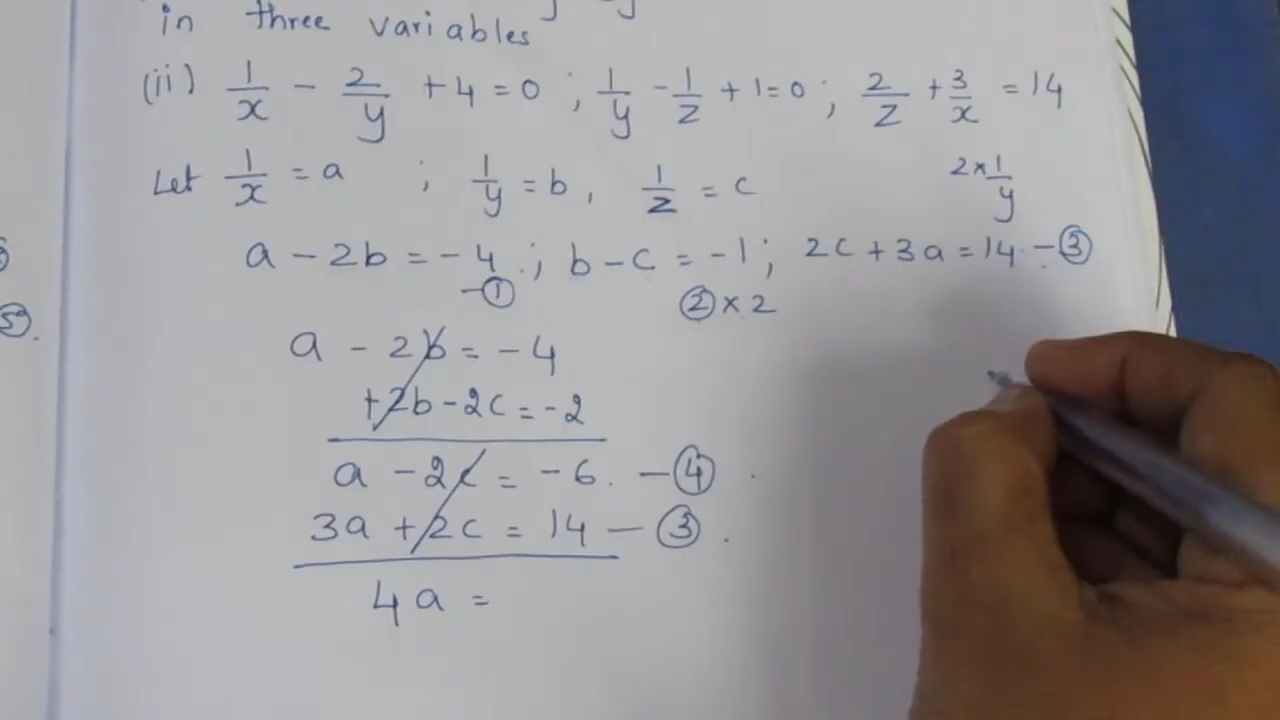 in three variables
(ii) 1/x - 2/y + 4 = 0 ; 1/y - 1/z + 1 = 0 ; 2/z + 3/x = 14
Let 1/x = a ; 1/y = b , 1/z = c
2 × 1/y
a - 2b = -4 ; b - c = -1 ; 2c + 3a = 14 - ③
- ① ② × 2
a - 2b = -4
+2b - 2c = -2
a - 2c = -6 - ④
3a + 2c = 14 - ③
4a =
5.